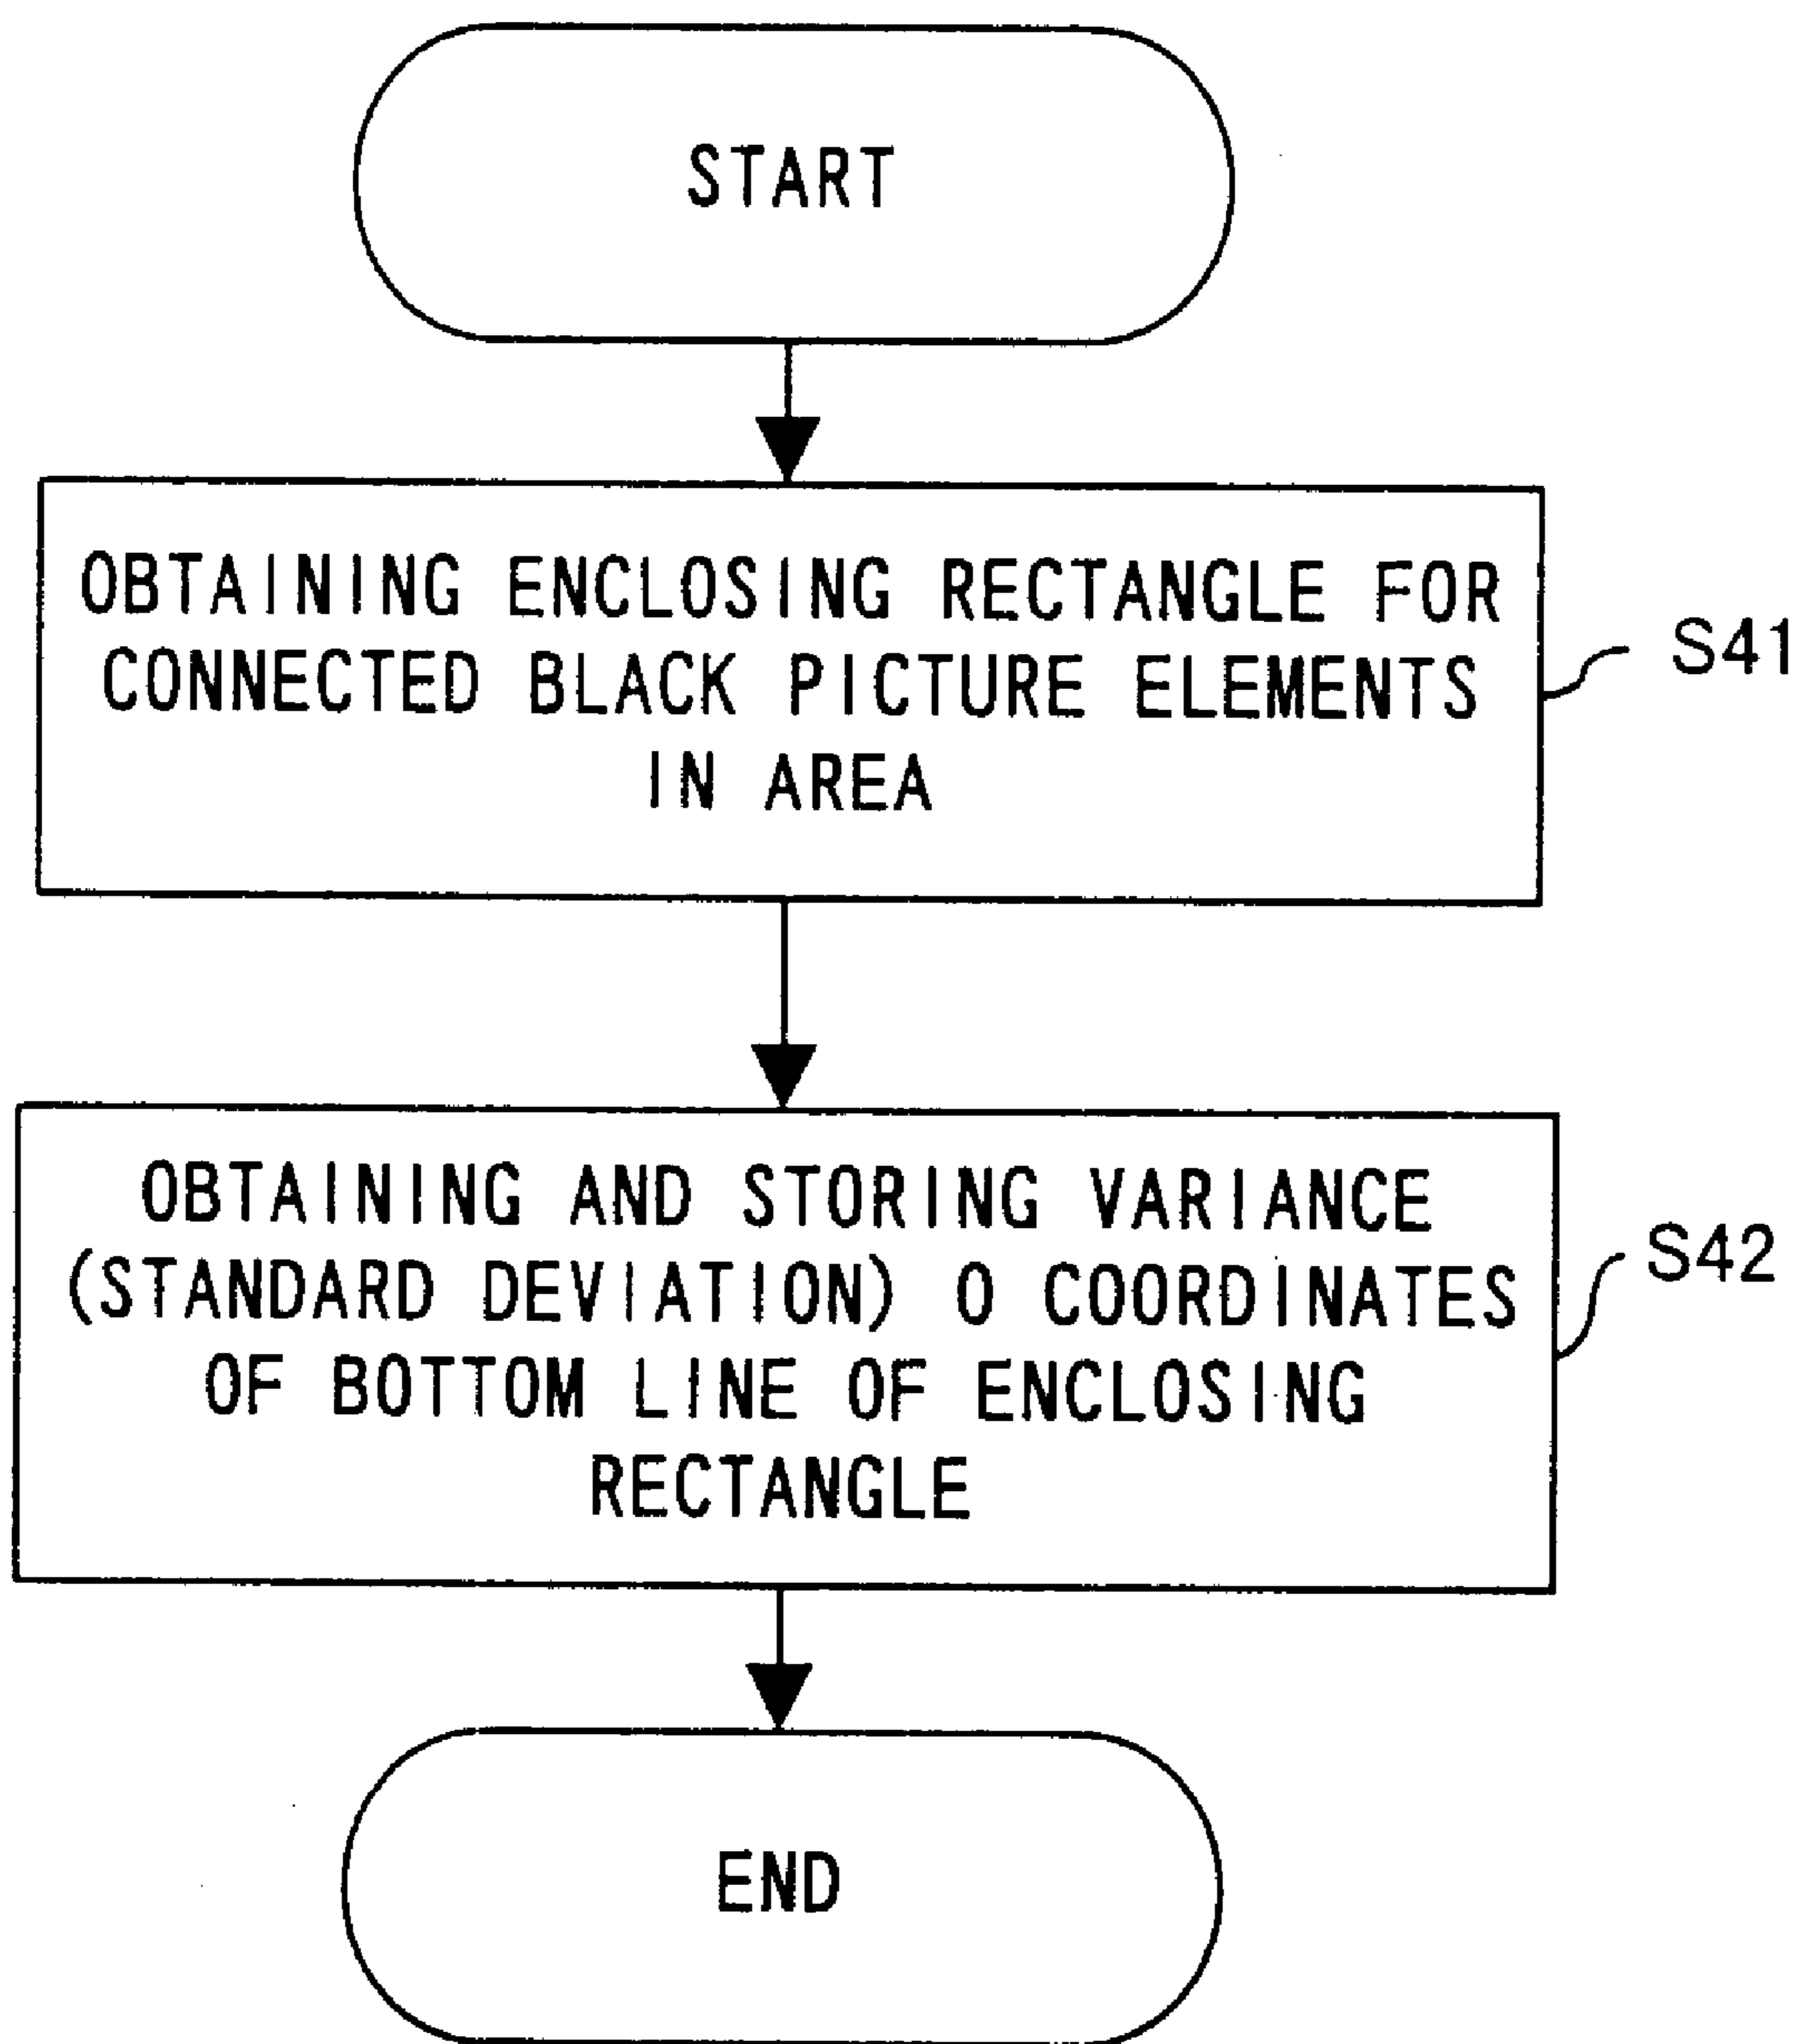 START
OBTAINING ENCLOSING RECTANGLE FOR
CONNECTED BLACK PICTURE ELEMENTS
IN AREA
S41
OBTAINING AND STORING VARIANCE
(STANDARD DEVIATION) O COORDINATES
OF BOTTOM LINE OF ENCLOSING
RECTANGLE
S42
END